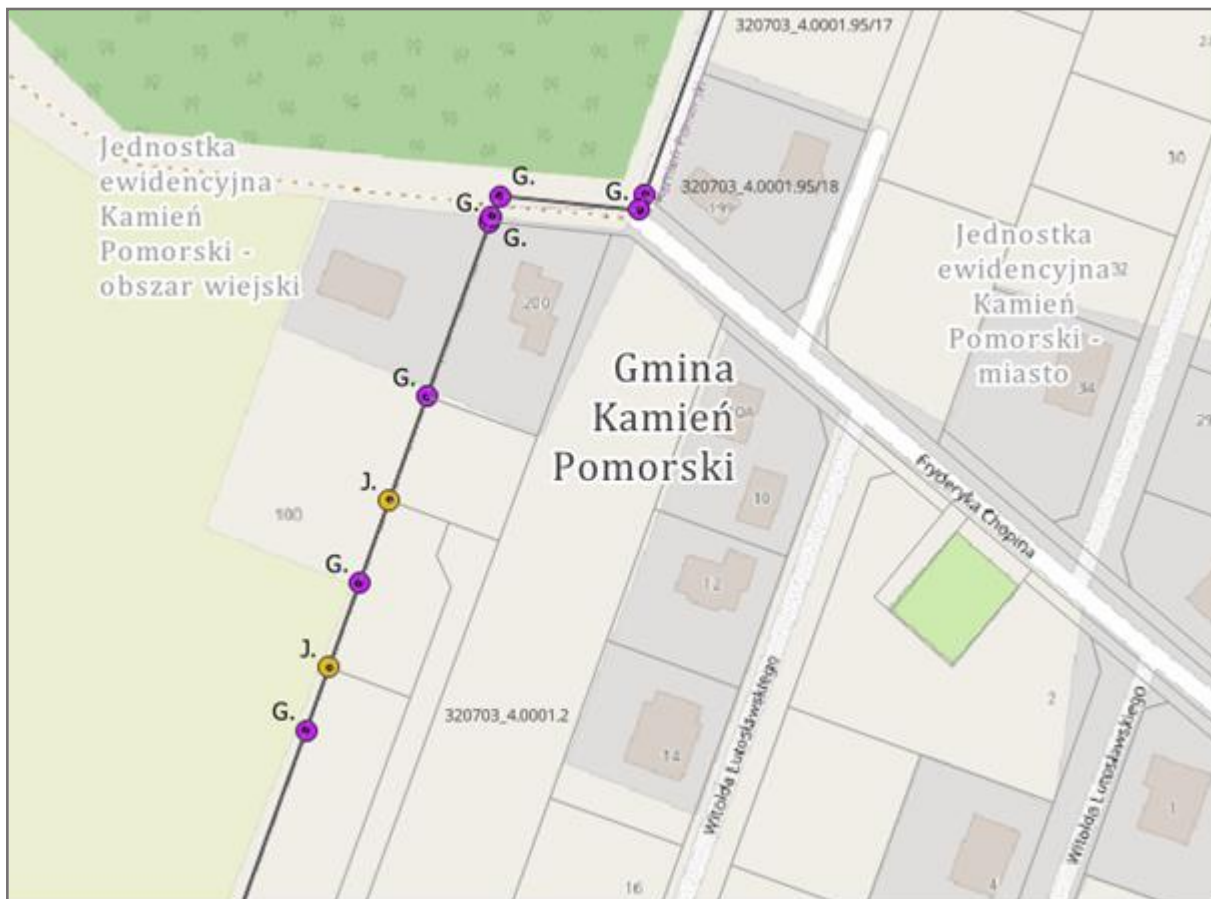 320703_4.0001.95/17
30
Jednostka
ewidencyjna
Kamień
Pomorski -
obszar wiejski
G.
G.
G.
G.
320703_4.0001.95/18
199
Jednostka
ewidencyjna
Kamień
Pomorski -
miasto
32
200
Gmina
Kamień
Pomorski
34
G.
J.
100
10
Fryderyka Chopina
G.
12
J.
G.
320703_4.0001.2
14
2
Witolda Lutosławskiego
Witolda Lutosławskiego
1
16
4